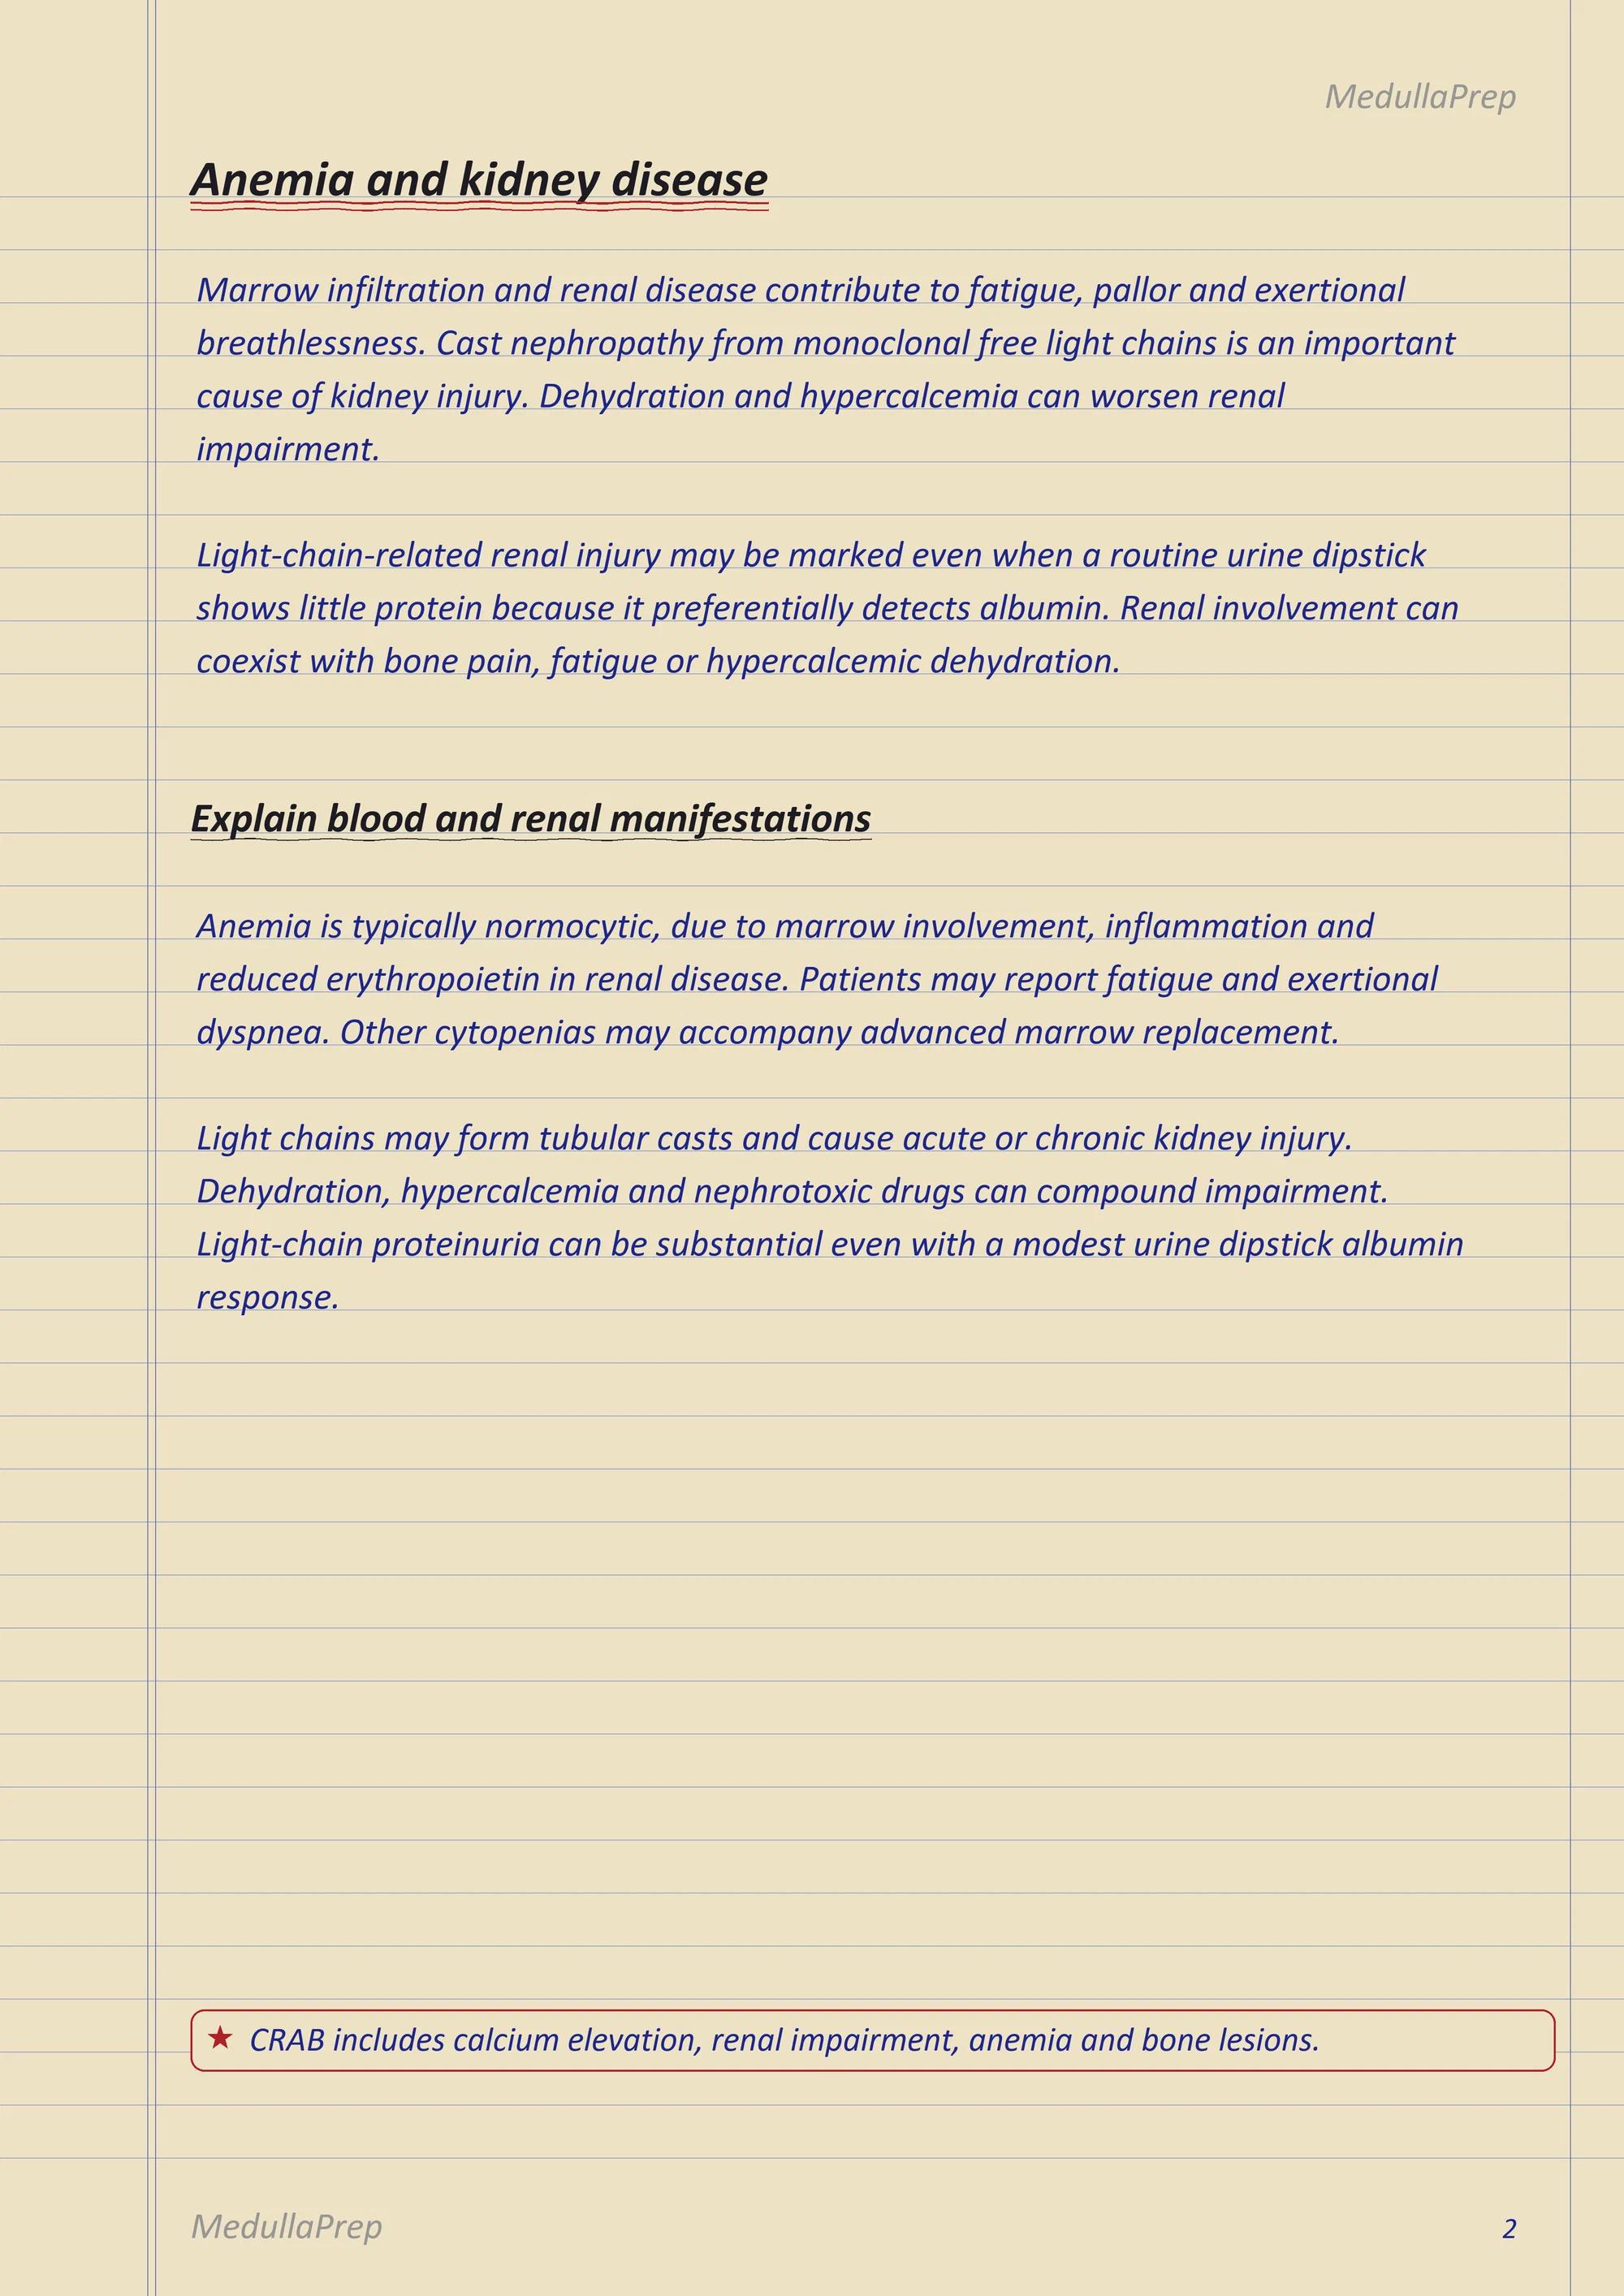 MedullaPrep
Anemia and kidney disease
Marrow infiltration and renal disease contribute to fatigue, pallor and exertional
breathlessness. Cast nephropathy from monoclonal free light chains is an important
cause of kidney injury. Dehydration and hypercalcemia can worsen renal
impairment.
Light-chain-related renal injury may be marked even when a routine urine dipstick
shows little protein because it preferentially detects albumin. Renal involvement can
coexist with bone pain, fatigue or hypercalcemic dehydration.
Explain blood and renal manifestations
Anemia is typically normocytic, due to marrow involvement, inflammation and
reduced erythropoietin in renal disease. Patients may report fatigue and exertional
dyspnea. Other cytopenias may accompany advanced marrow replacement.
Light chains may form tubular casts and cause acute or chronic kidney injury.
Dehydration, hypercalcemia and nephrotoxic drugs can compound impairment.
Light-chain proteinuria can be substantial even with a modest urine dipstick albumin
response.
★ CRAB includes calcium elevation, renal impairment, anemia and bone lesions.
MedullaPrep
2